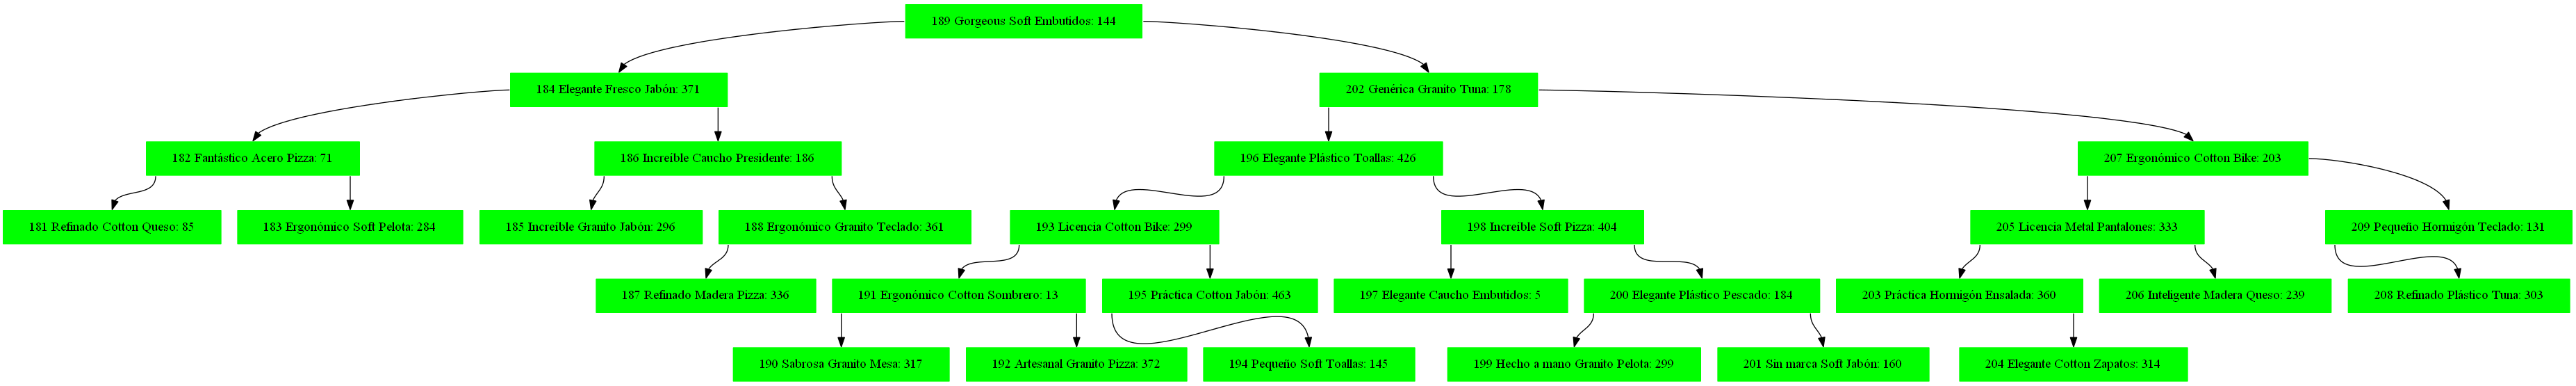 189 Gorgeous Soft Embutidos: 144
184 Elegante Fresco Jabón: 371
202 Genérica Granito Tuna: 178
182 Fantástico Acero Pizza: 71
186 Increíble Caucho Presidente: 186
196 Elegante Plástico Toallas: 426
207 Ergonómico Cotton Bike: 203
181 Refinado Cotton Queso: 85
183 Ergonómico Soft Pelota: 284
185 Increíble Granito Jabón: 296
188 Ergonómico Granito Teclado: 361
193 Licencia Cotton Bike: 299
198 Increíble Soft Pizza: 404
205 Licencia Metal Pantalones: 333
209 Pequeño Hormigón Teclado: 131
187 Refinado Madera Pizza: 336
191 Ergonómico Cotton Sombrero: 13
195 Práctica Cotton Jabón: 463
197 Elegante Caucho Embutidos: 5
200 Elegante Plástico Pescado: 184
203 Práctica Hormigón Ensalada: 360
206 Inteligente Madera Queso: 239
208 Refinado Plástico Tuna: 303
190 Sabrosa Granito Mesa: 317
192 Artesanal Granito Pizza: 372
194 Pequeño Soft Toallas: 145
199 Hecho a mano Granito Pelota: 299
201 Sin marca Soft Jabón: 160
204 Elegante Cotton Zapatos: 314